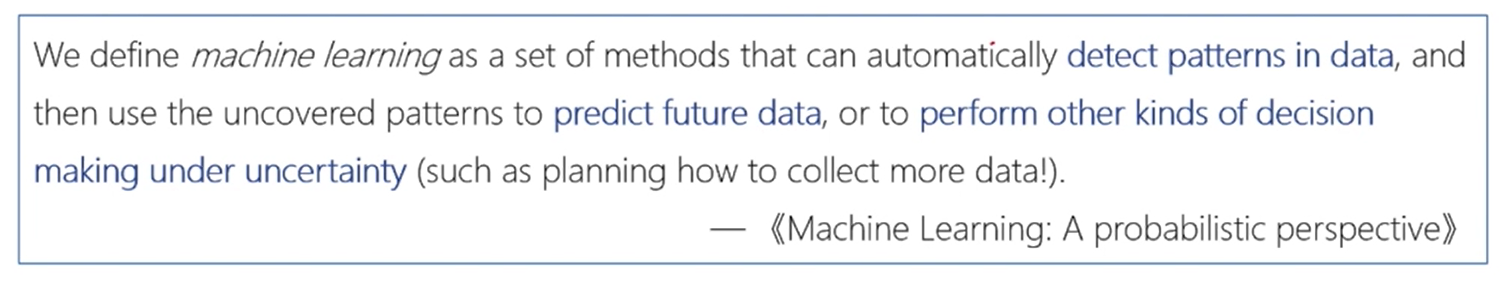 We define machine learning as a set of methods that can automatically detect patterns in data, and
then use the uncovered patterns to predict future data, or to perform other kinds of decision
making under uncertainty (such as planning how to collect more data!).
— 《Machine Learning: A probabilistic perspective》